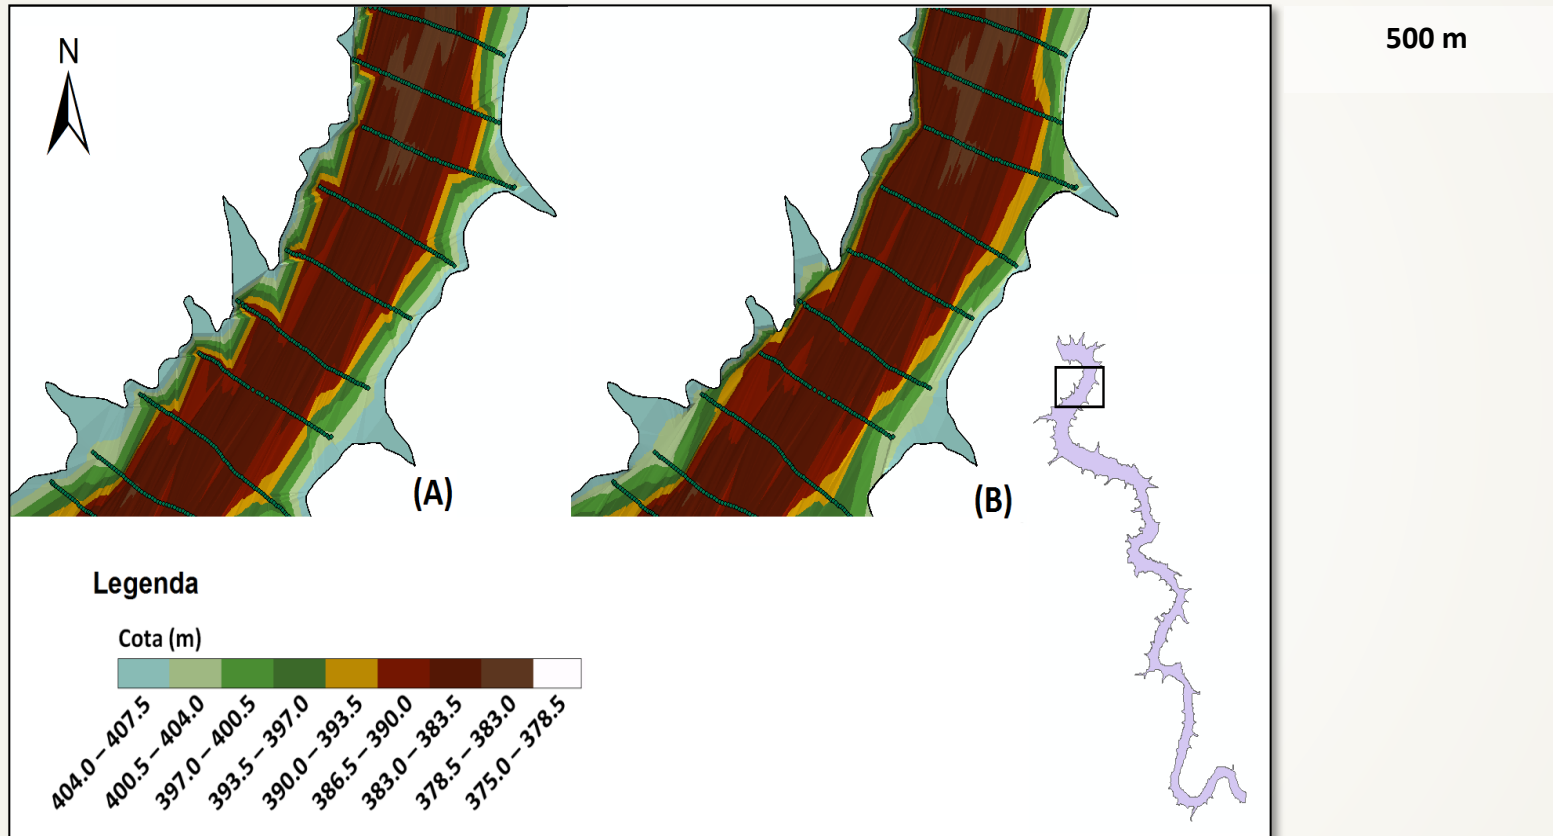 500 m
N
(A)
(B)
Legenda
Cota (m)
404.0 – 407.5
400.5 – 404.0
397.0 – 400.5
393.5 – 397.0
390.0 – 393.5
386.5 – 390.0
383.0 – 383.5
378.5 – 383.0
375.0 – 378.5